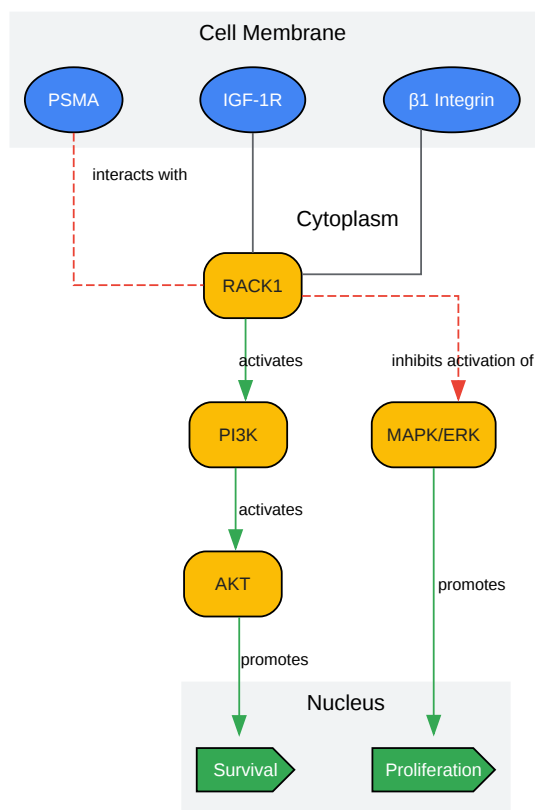 Cell Membrane
PSMA
IGF-1R
β1 Integrin
interacts with
Cytoplasm
RACK1
activates
inhibits activation of
PI3K
MAPK/ERK
activates
AKT
promotes
promotes
Nucleus
Survival
Proliferation